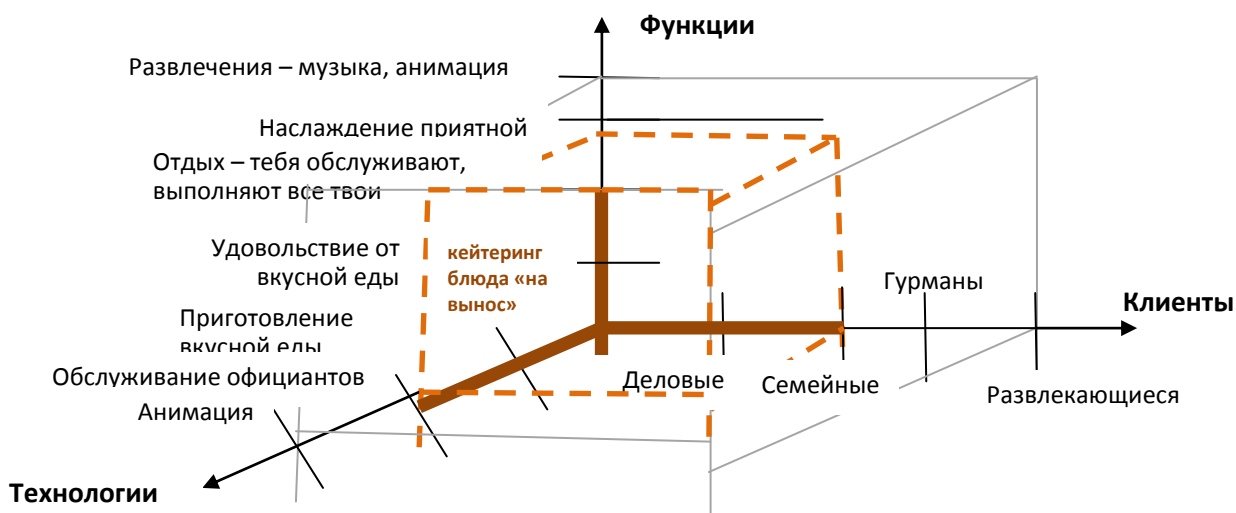 Функции
Развлечения – музыка, анимация
Наслаждение приятной
Отдых – тебя обслуживают,
выполняют все твои
Удовольствие от
вкусной еды
кейтеринг
блюда «на
вынос»
Гурманы
Клиенты
Приготовление
вкусной еды
Обслуживание официантов
Деловые
Семейные
Развлекающиеся
Анимация
Технологии